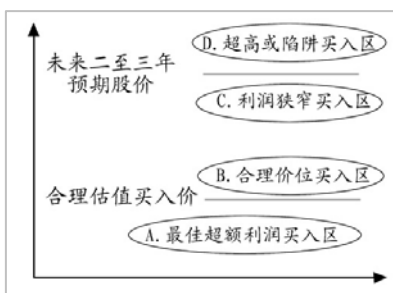 D.超高或陷阱买入区
未来二至三年
预期股价
C.利润狭窄买入区
B.合理价位买入区
合理估值买入价
A.最佳超额利润买入区